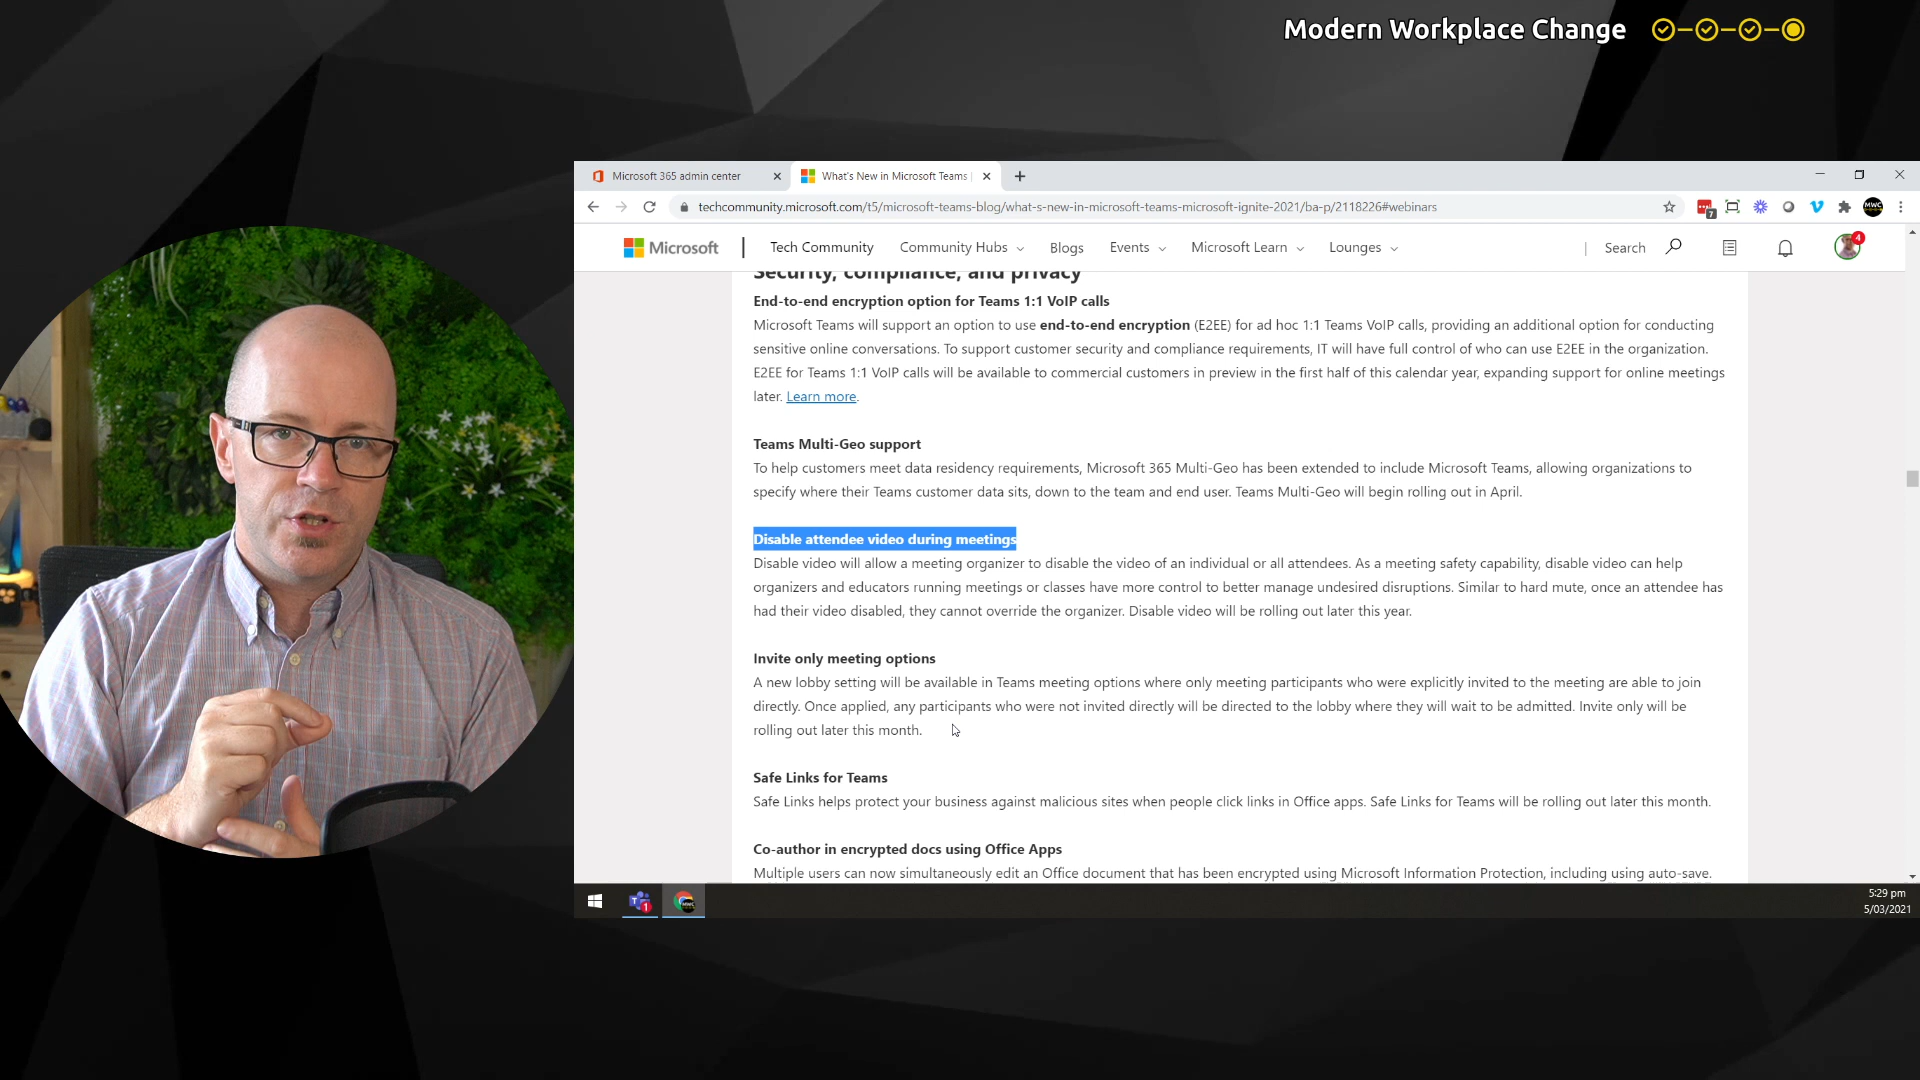 Modern Workplace Change
Microsoft 365 admin center
What's New in Microsoft Teams |
techcommunity.microsoft.com/t5/microsoft-teams-blog/what-s-new-in-microsoft-teams-microsoft-ignite-2021/ba-p/2118226#webinars
7
MWC
Microsoft
Tech Community
Community Hubs
Blogs
Events
Microsoft Learn
Lounges
Search
4
Security, compliance, and privacy
End-to-end encryption option for Teams 1:1 VoIP calls
Microsoft Teams will support an option to use end-to-end encryption (E2EE) for ad hoc 1:1 Teams VoIP calls, providing an additional option for conducting
sensitive online conversations. To support customer security and compliance requirements, IT will have full control of who can use E2EE in the organization.
E2EE for Teams 1:1 VoIP calls will be available to commercial customers in preview in the first half of this calendar year, expanding support for online meetings
later. Learn more.
Teams Multi-Geo support
To help customers meet data residency requirements, Microsoft 365 Multi-Geo has been extended to include Microsoft Teams, allowing organizations to
specify where their Teams customer data sits, down to the team and end user. Teams Multi-Geo will begin rolling out in April.
Disable attendee video during meetings
Disable video will allow a meeting organizer to disable the video of an individual or all attendees. As a meeting safety capability, disable video can help
organizers and educators running meetings or classes have more control to better manage undesired disruptions. Similar to hard mute, once an attendee has
had their video disabled, they cannot override the organizer. Disable video will be rolling out later this year.
Invite only meeting options
A new lobby setting will be available in Teams meeting options where only meeting participants who were explicitly invited to the meeting are able to join
directly. Once applied, any participants who were not invited directly will be directed to the lobby where they will wait to be admitted. Invite only will be
rolling out later this month.
Safe Links for Teams
Safe Links helps protect your business against malicious sites when people click links in Office apps. Safe Links for Teams will be rolling out later this month.
Co-author in encrypted docs using Office Apps
Multiple users can now simultaneously edit an Office document that has been encrypted using Microsoft Information Protection, including using auto-save.
T
1
MWC
5:29 pm
5/03/2021